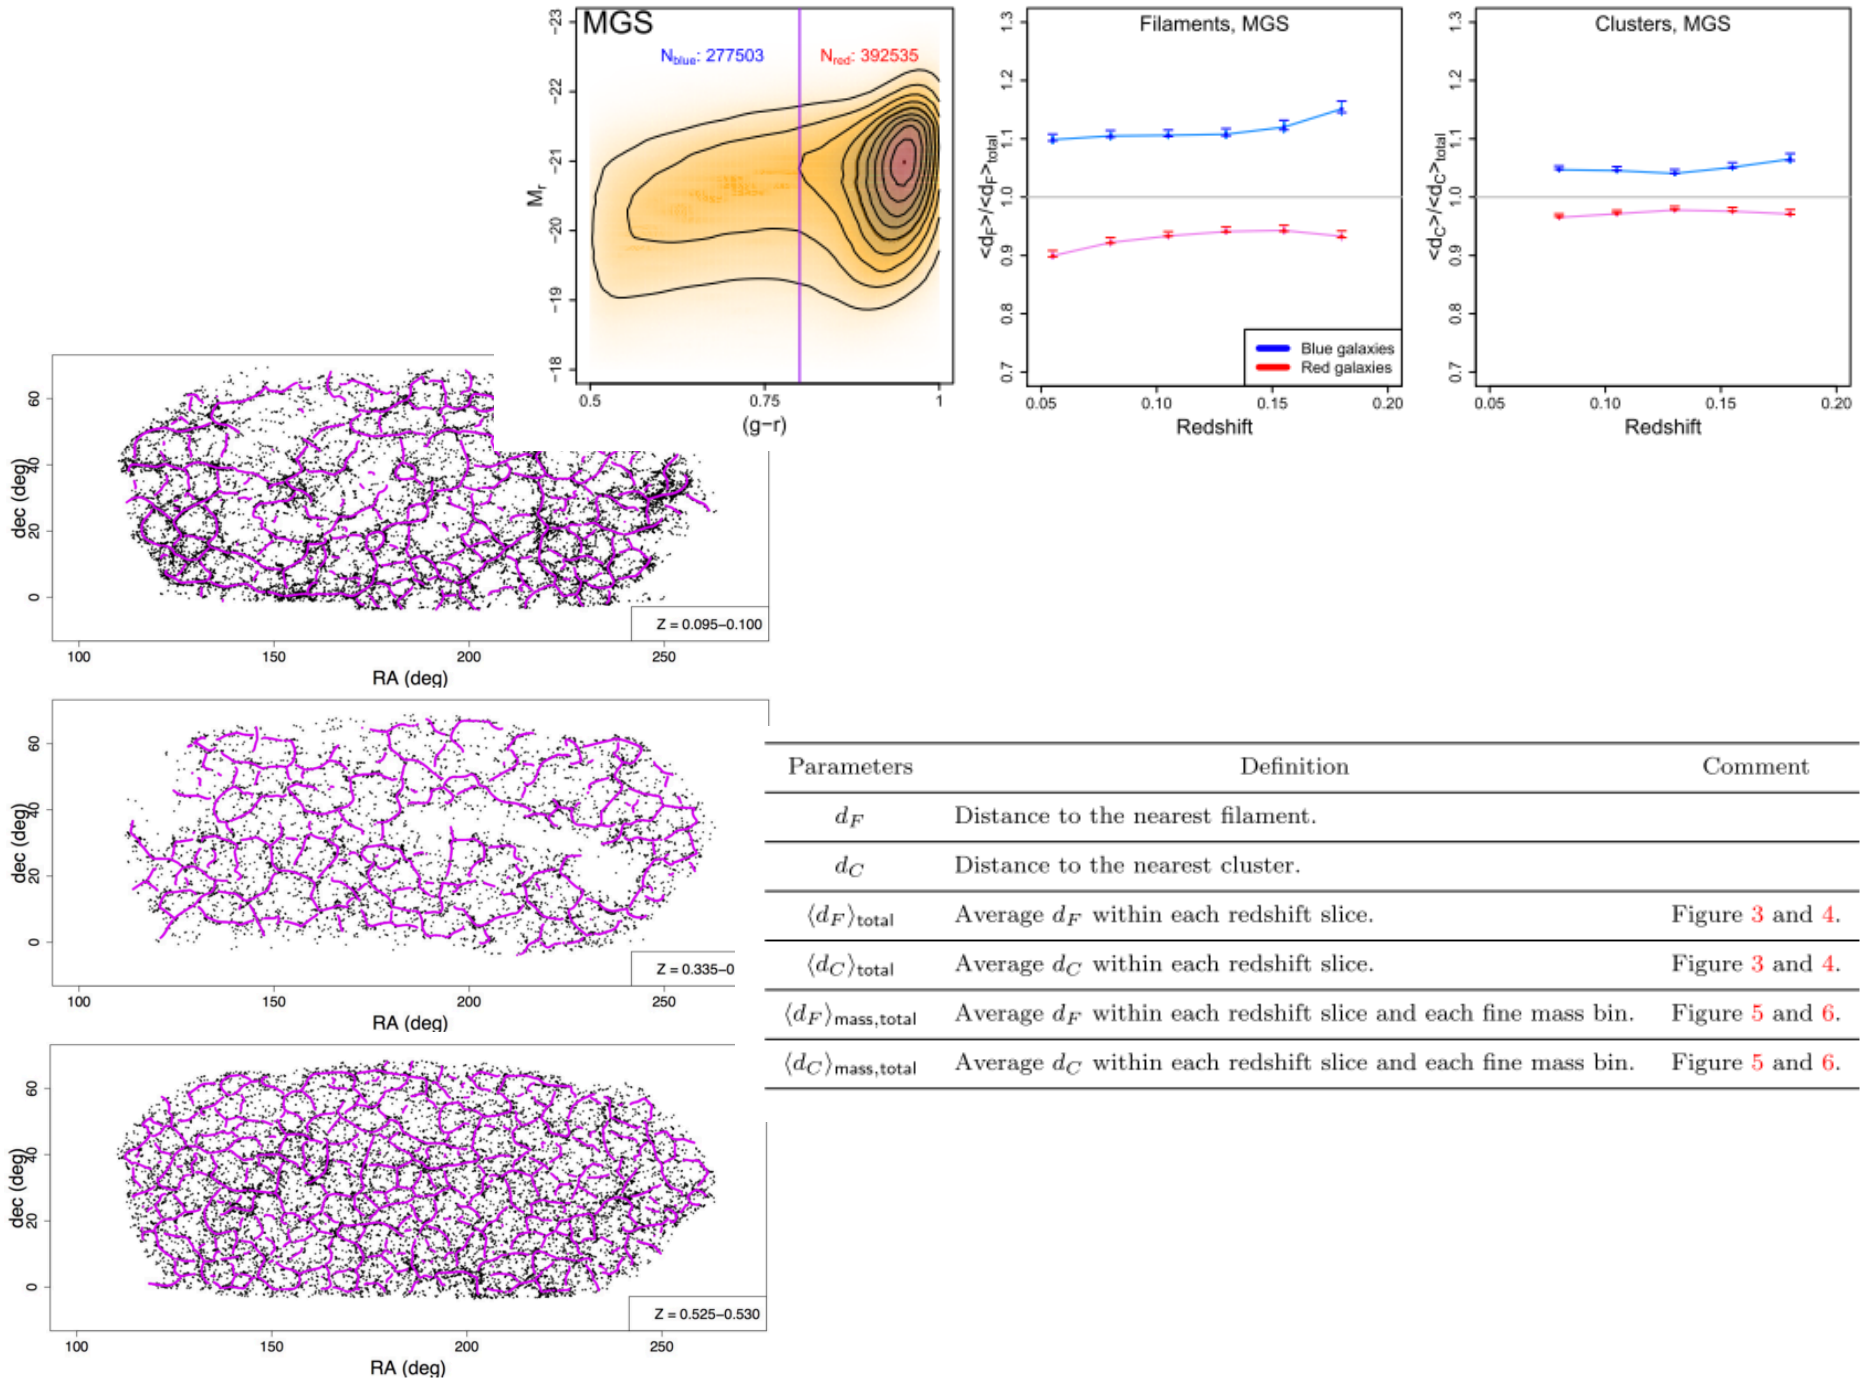 MGS
N_blue: 277503
N_red: 392535
M_r
-23
-22
-21
-20
-19
-18
0.5 0.75 1
(g-r)
Filaments, MGS
<d_F>/<d_F>_total
1.3
1.2
1.1
1.0
0.9
0.8
0.7
Blue galaxies
Red galaxies
0.05 0.10 0.15 0.20
Redshift
Clusters, MGS
<d_C>/<d_C>_total
1.3
1.2
1.1
1.0
0.9
0.8
0.7
0.05 0.10 0.15 0.20
Redshift
dec (deg)
60
40
20
0
Z = 0.095–0.100
100 150 200 250
RA (deg)
dec (deg)
60
40
20
0
Z = 0.335–0
100 150 200 250
RA (deg)
dec (deg)
60
40
20
0
Z = 0.525–0.530
100 150 200 250
RA (deg)
Parameters Definition Comment
d_F Distance to the nearest filament.
d_C Distance to the nearest cluster.
⟨d_F⟩_total Average d_F within each redshift slice. Figure 3 and 4.
⟨d_C⟩_total Average d_C within each redshift slice. Figure 3 and 4.
⟨d_F⟩_mass,total Average d_F within each redshift slice and each fine mass bin. Figure 5 and 6.
⟨d_C⟩_mass,total Average d_C within each redshift slice and each fine mass bin. Figure 5 and 6.